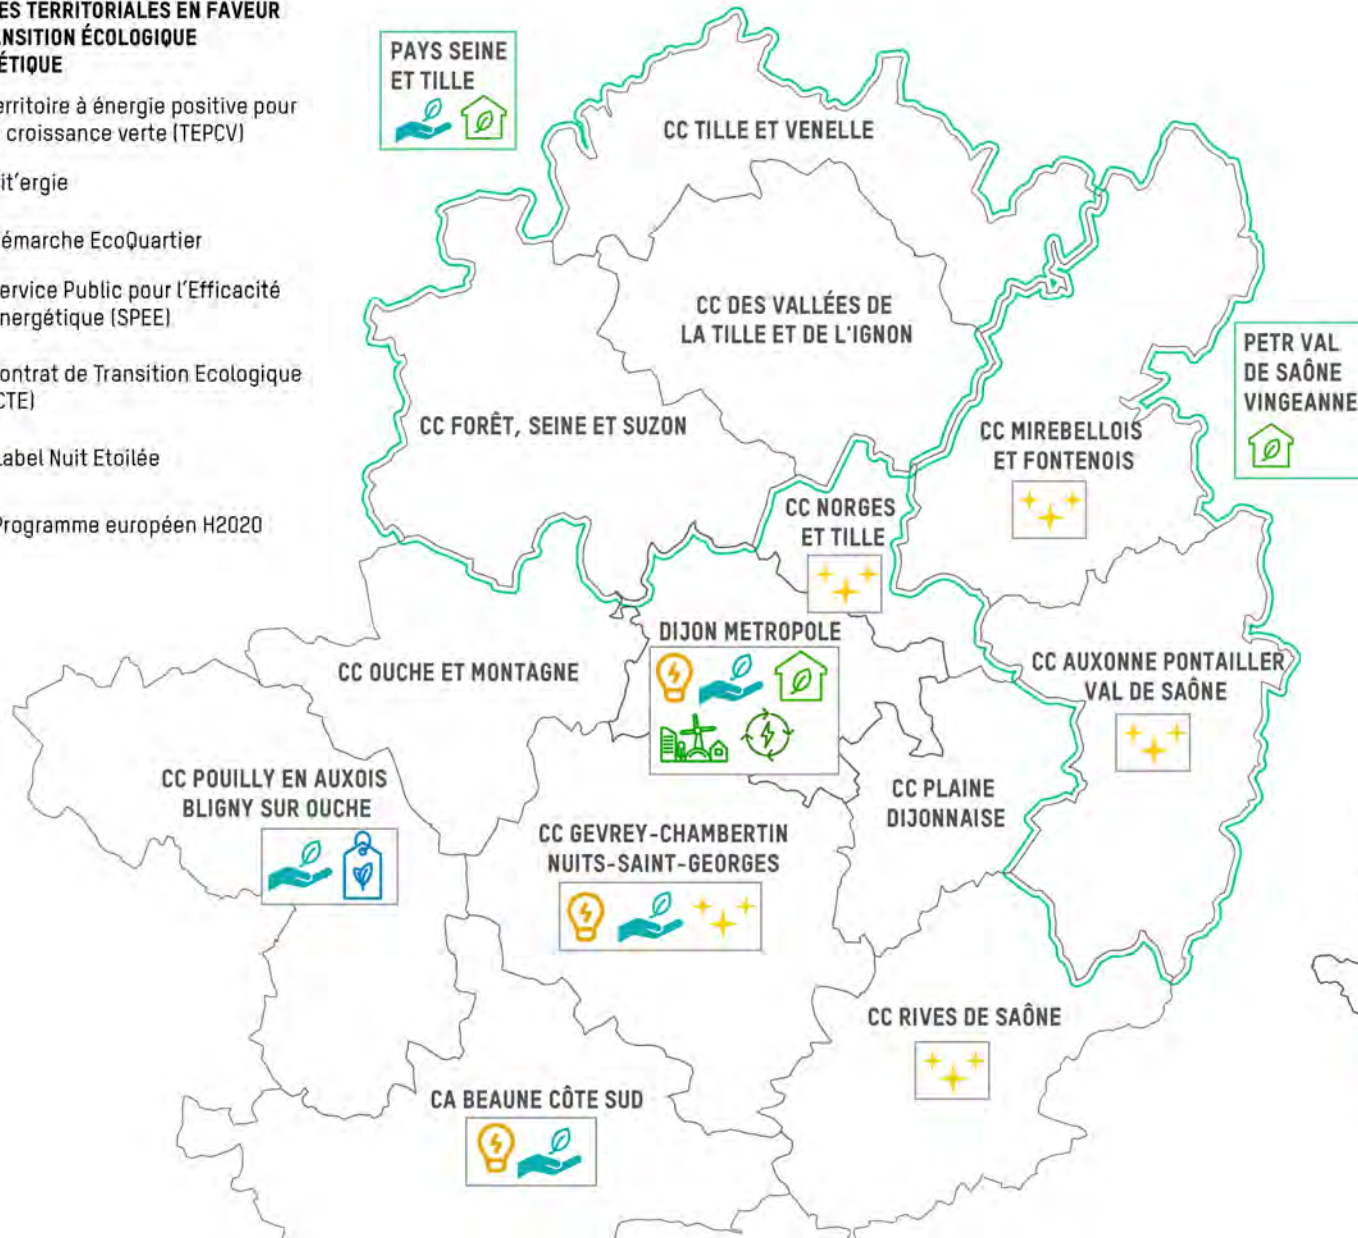 ES TERRITORIALES EN FAVEUR
ANSITION ÉCOLOGIQUE
ÉTIQUE
erritoire à énergie positive pour
croissance verte (TEPCV)
it'ergie
émarche EcoQuartier
ervice Public pour l'Efficacité
nergétique (SPEE)
ontrat de Transition Ecologique
CTE)
Label Nuit Etoilée
Programme européen H2020
PAYS SEINE
ET TILLE
CC TILLE ET VENELLE
CC DES VALLÉES DE
LA TILLE ET DE L'IGNON
PETR VAL
DE SAÔNE
VINGEANNE
CC FORÊT, SEINE ET SUZON
CC MIREBELLOIS
ET FONTENOIS
CC NORGES
ET TILLE
DIJON METROPOLE
CC OUCHE ET MONTAGNE
CC AUXONNE PONTAILLER
VAL DE SAÔNE
CC POUILLY EN AUXOIS
BLIGNY SUR OUCHE
CC PLAINE
DIJONNAISE
CC GEVREY-CHAMBERTIN
NUITS-SAINT-GEORGES
CC RIVES DE SAÔNE
CA BEAUNE CÔTE SUD